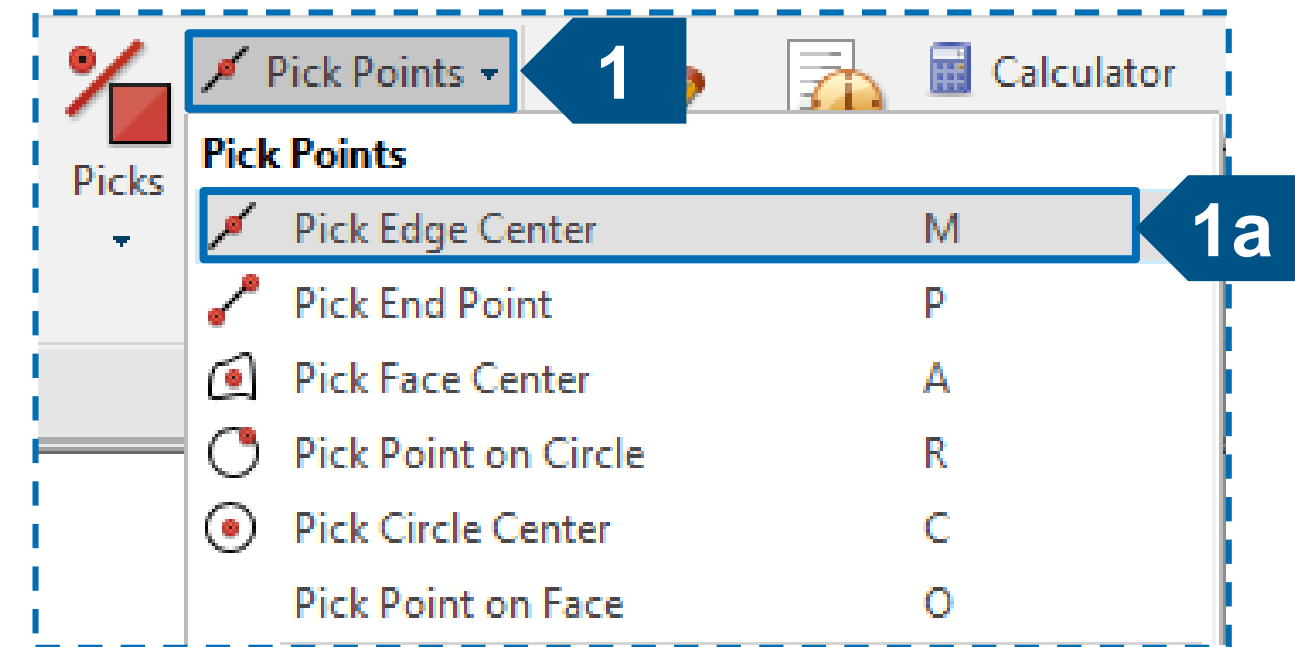 Pick Points
1
Calculator
Picks
Pick Points
Pick Edge Center M
1a
Pick End Point P
Pick Face Center A
Pick Point on Circle R
Pick Circle Center C
Pick Point on Face O